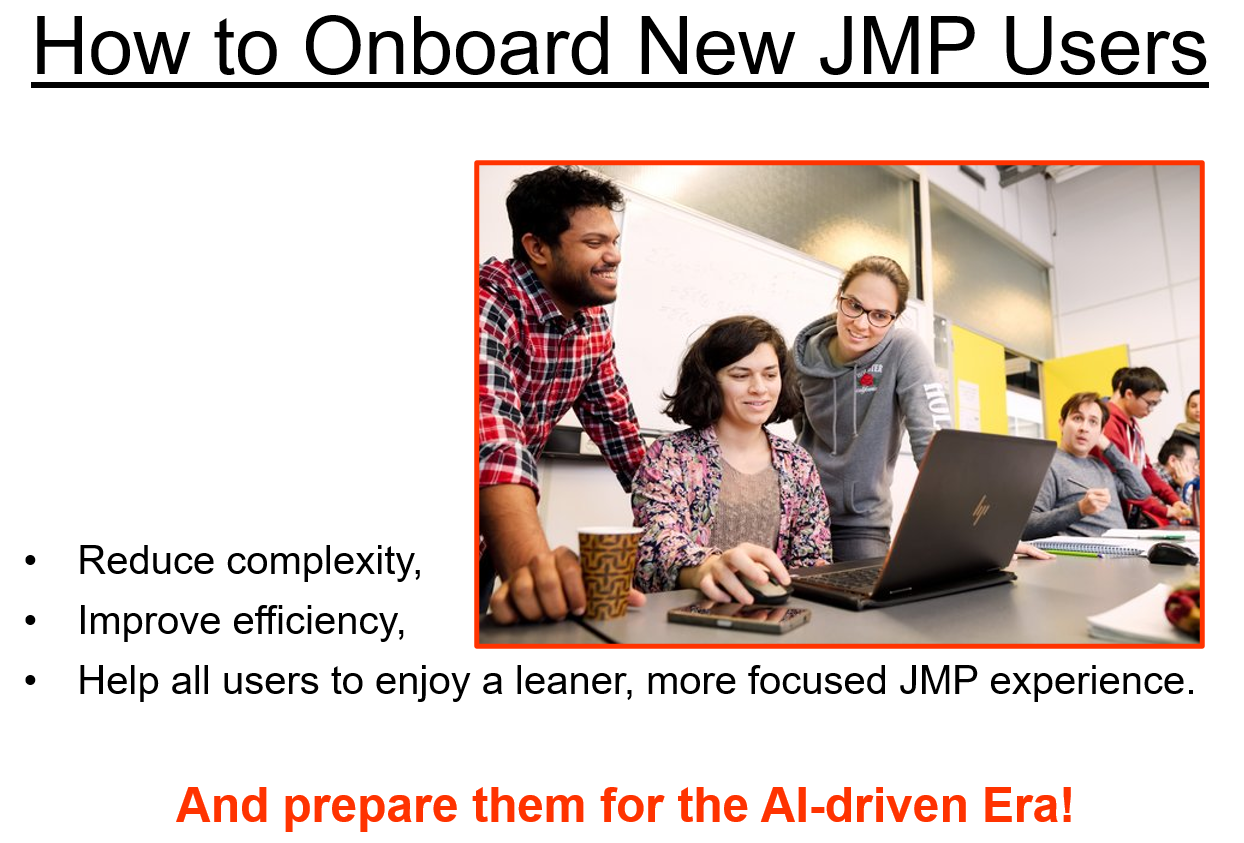 How to Onboard New JMP Users
• Reduce complexity,
• Improve efficiency,
• Help all users to enjoy a leaner, more focused JMP experience.
And prepare them for the AI-driven Era!
hp